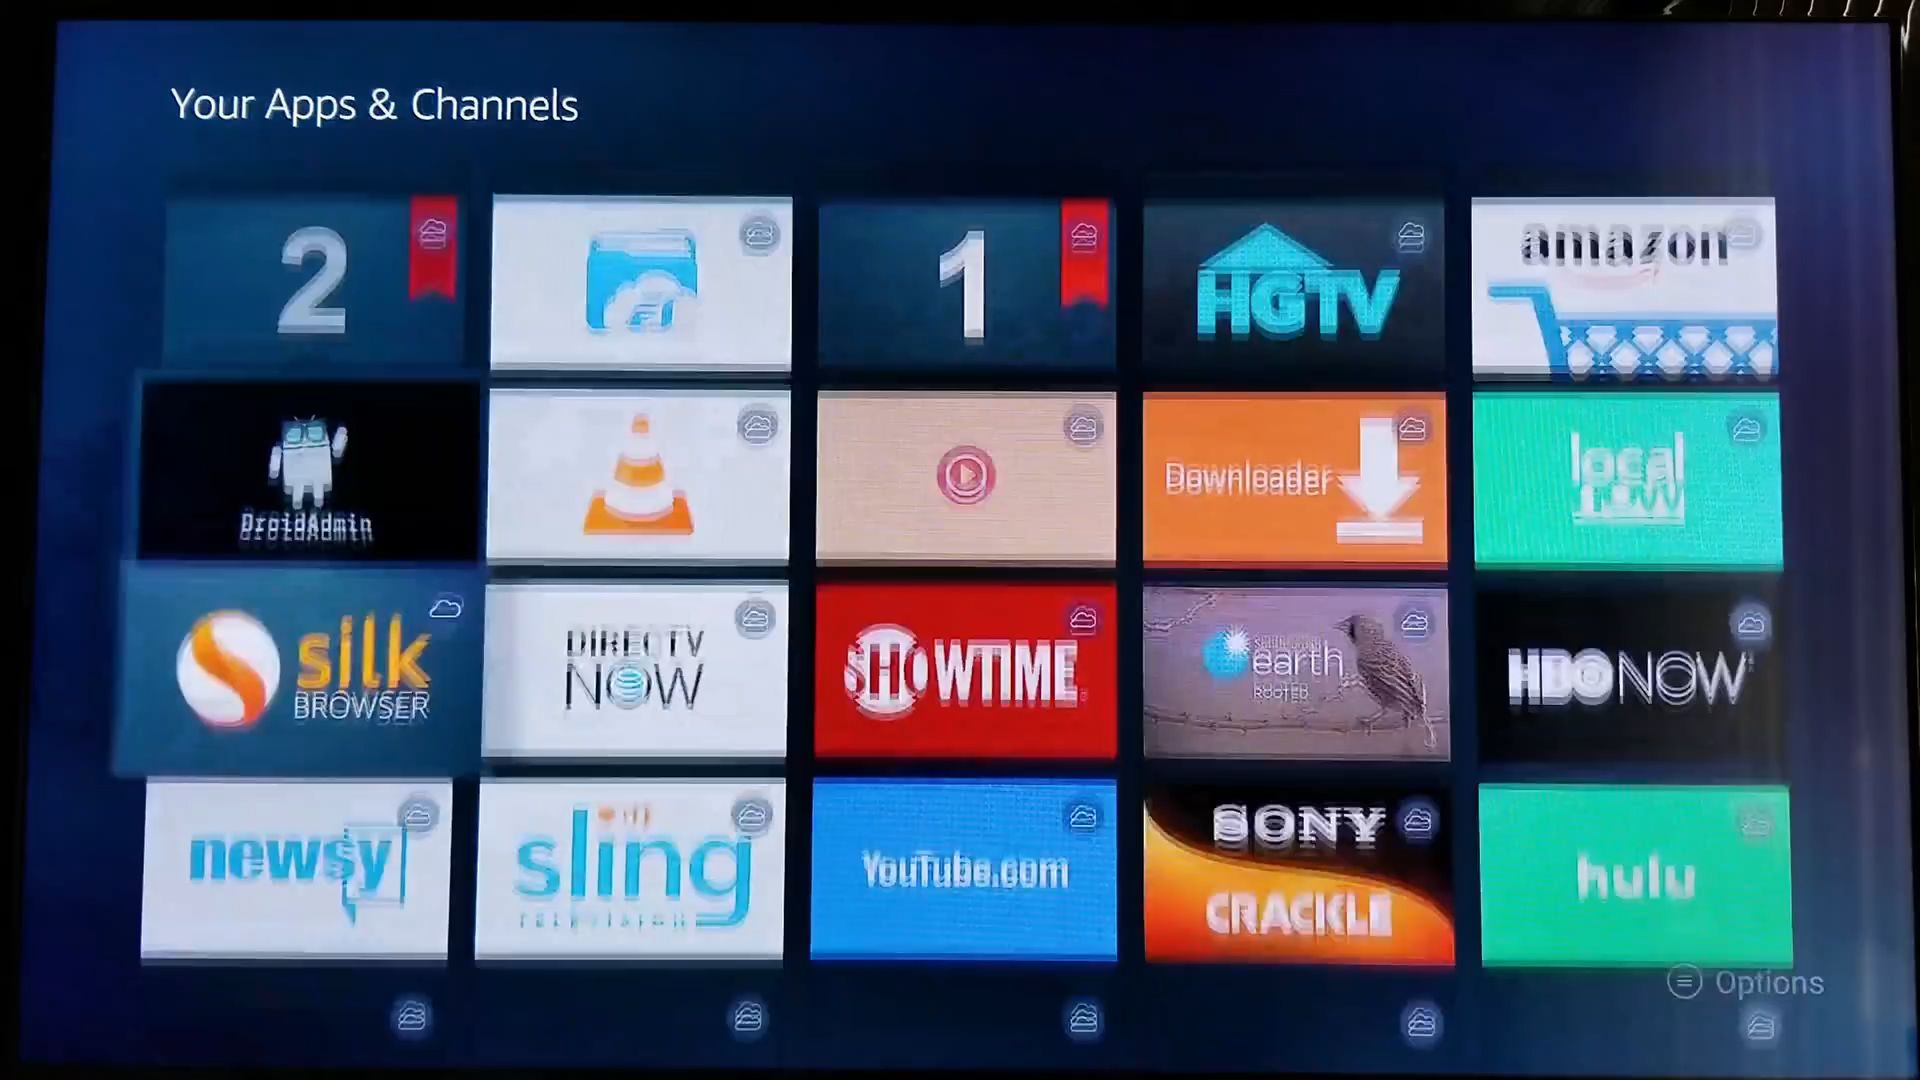 Your Apps & Channels
2
1
HGTV
amazon
DroidAdmin
Downloader
local
now
silk
BROWSER
DIRECTV
NOW
SHOWTIME
earth
ROOTED
HBO NOW
newsy
sling
television
YouTube.com
SONY
CRACKLE
hulu
Options